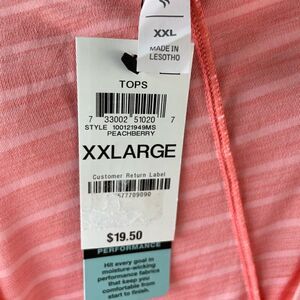 XXL
MADE IN
LESOTHO
TOPS
7 33002 51020 7
STYLE 100121949MS
PEACHBERRY
XXLARGE
Customer Return Label
577709090
$19.50
PERFORMANCE
Hit every goal in
moisture-wicking
performance fabrics
that keep you
comfortable from
start to finish.